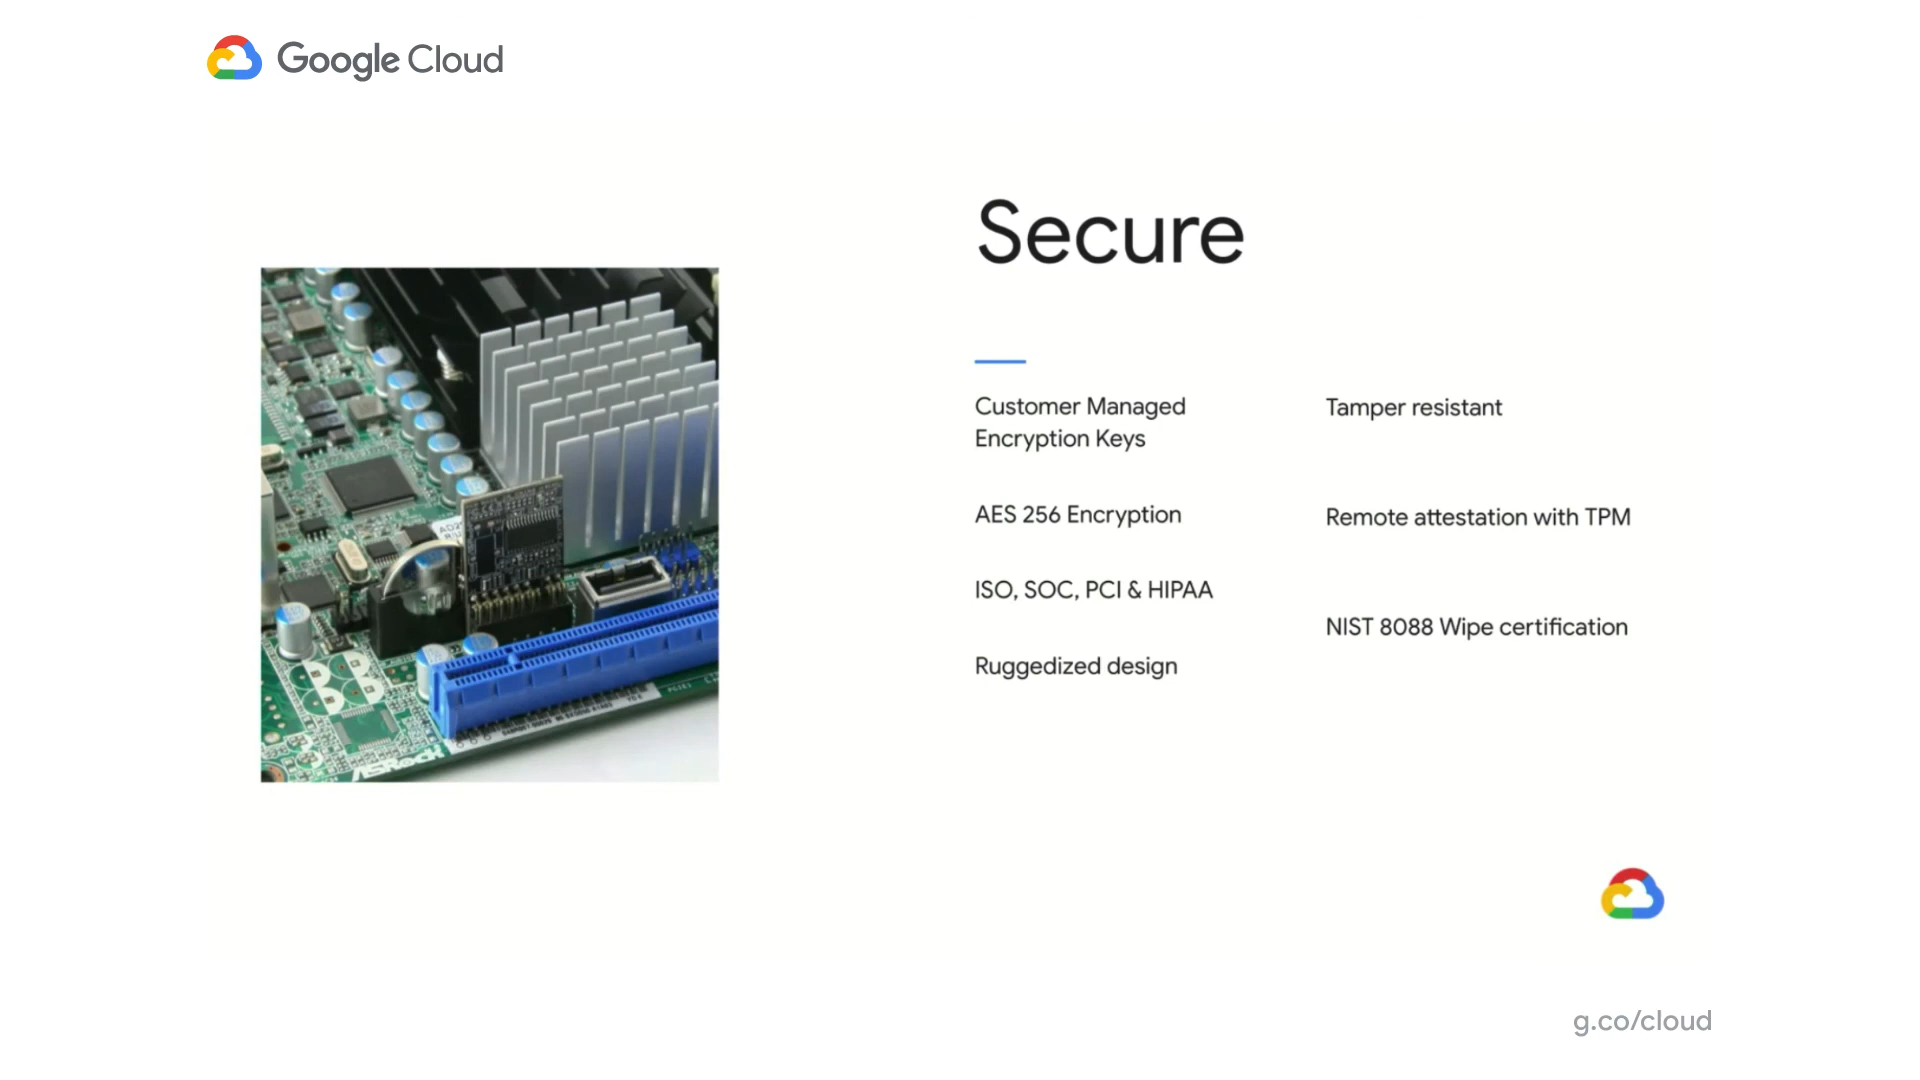 Google Cloud
Secure
Customer Managed
Encryption Keys
AES 256 Encryption
ISO, SOC, PCI & HIPAA
Ruggedized design
Tamper resistant
Remote attestation with TPM
NIST 8088 Wipe certification
g.co/cloud